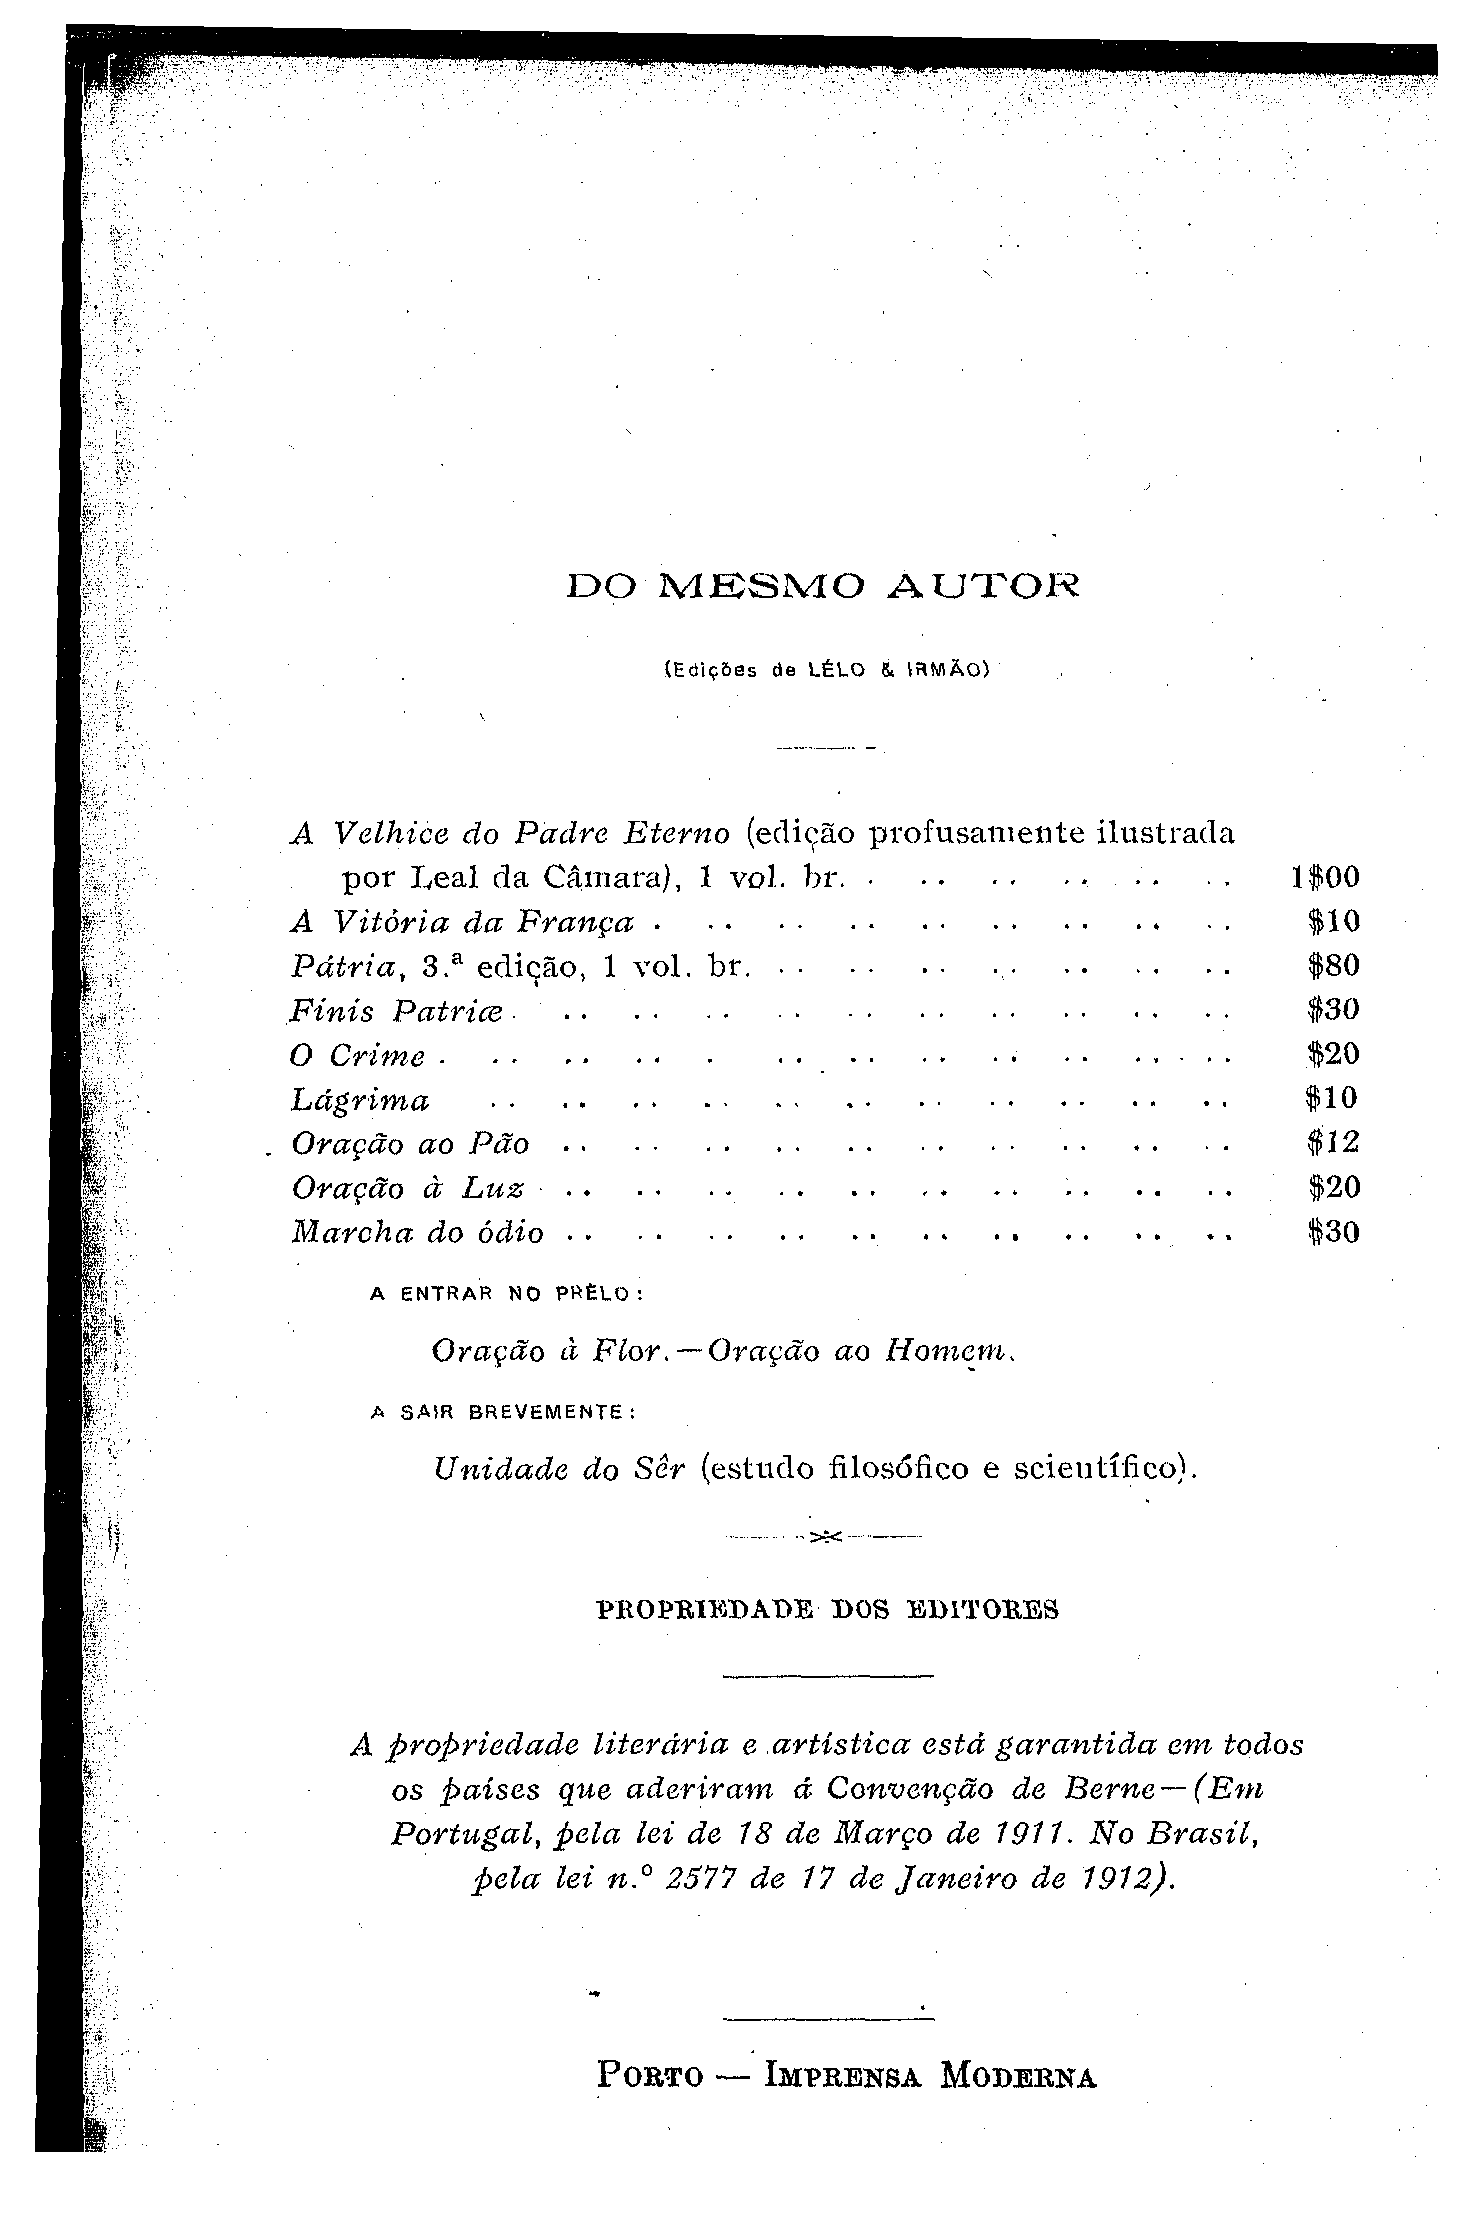 DO MESMO AUTOR
(Edições de LÉLO & IRMÃO)
A Velhice do Padre Eterno (edição profusamente ilustrada
por Leal da Câmara), 1 vol. br. . . . . . . . . . . . 1$00
A Vitória da França . . . . . . . . . . . . . . . . . $10
Pátria, 3.ª edição, 1 vol. br. . . . . . . . . . . . . . . $80
Finis Patriæ . . . . . . . . . . . . . . . . . . . . . $30
O Crime . . . . . . . . . . . . . . . . . . . . . . . $20
Lágrima . . . . . . . . . . . . . . . . . . . . . . $10
Oração ao Pão . . . . . . . . . . . . . . . . . . . . $12
Oração à Luz . . . . . . . . . . . . . . . . . . . . $20
Marcha do ódio . . . . . . . . . . . . . . . . . . . . $30
A ENTRAR NO PRÉLO:
Oração à Flor.—Oração ao Homem.
A SAIR BREVEMENTE:
Unidade do Sêr (estudo filosófico e scientífico).
PROPRIEDADE DOS EDITORES
A propriedade literária e artística está garantida em todos
os países que aderiram á Convenção de Berne—(Em
Portugal, pela lei de 18 de Março de 1911. No Brasil,
pela lei n.º 2577 de 17 de Janeiro de 1912).
PORTO — IMPRENSA MODERNA